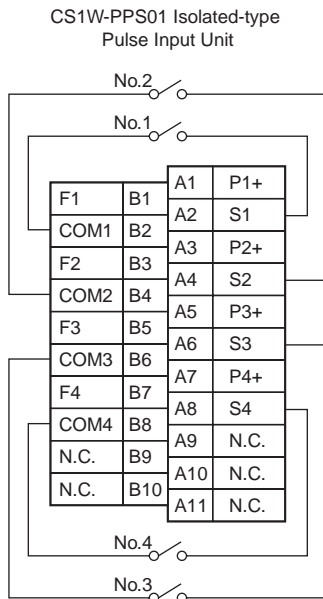 CS1W-PPS01 Isolated-type
Pulse Input Unit
No.2
No.1
A1 P1+
F1 B1
A2 S1
COM1 B2
A3 P2+
F2 B3
A4 S2
COM2 B4
A5 P3+
F3 B5
A6 S3
COM3 B6
A7 P4+
F4 B7
A8 S4
COM4 B8
A9 N.C.
N.C. B9
A10 N.C.
N.C. B10
A11 N.C.
No.4
No.3